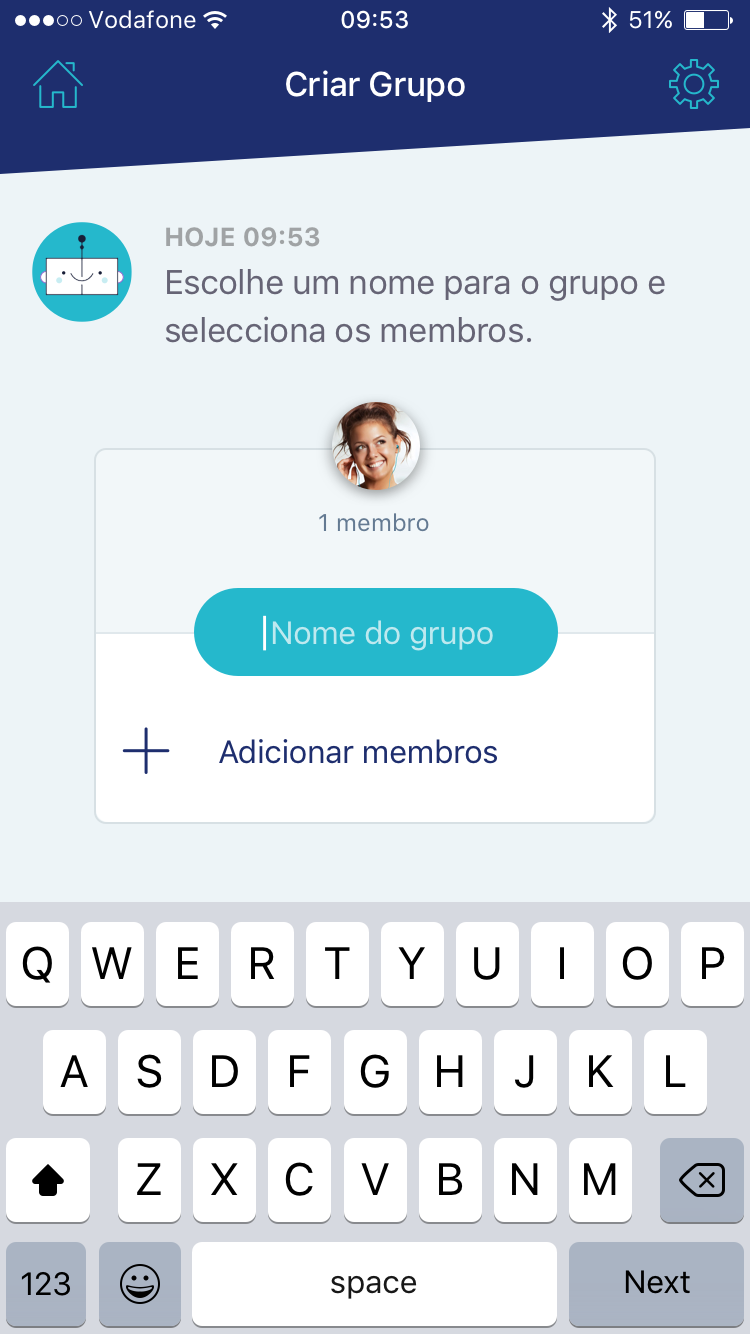 Vodafone 09:53 51%
Criar Grupo
HOJE 09:53
Escolhe um nome para o grupo e
selecciona os membros.
1 membro
Nome do grupo
Adicionar membros
Q W E R T Y U I O P
A S D F G H J K L
Z X C V B N M
123 space Next